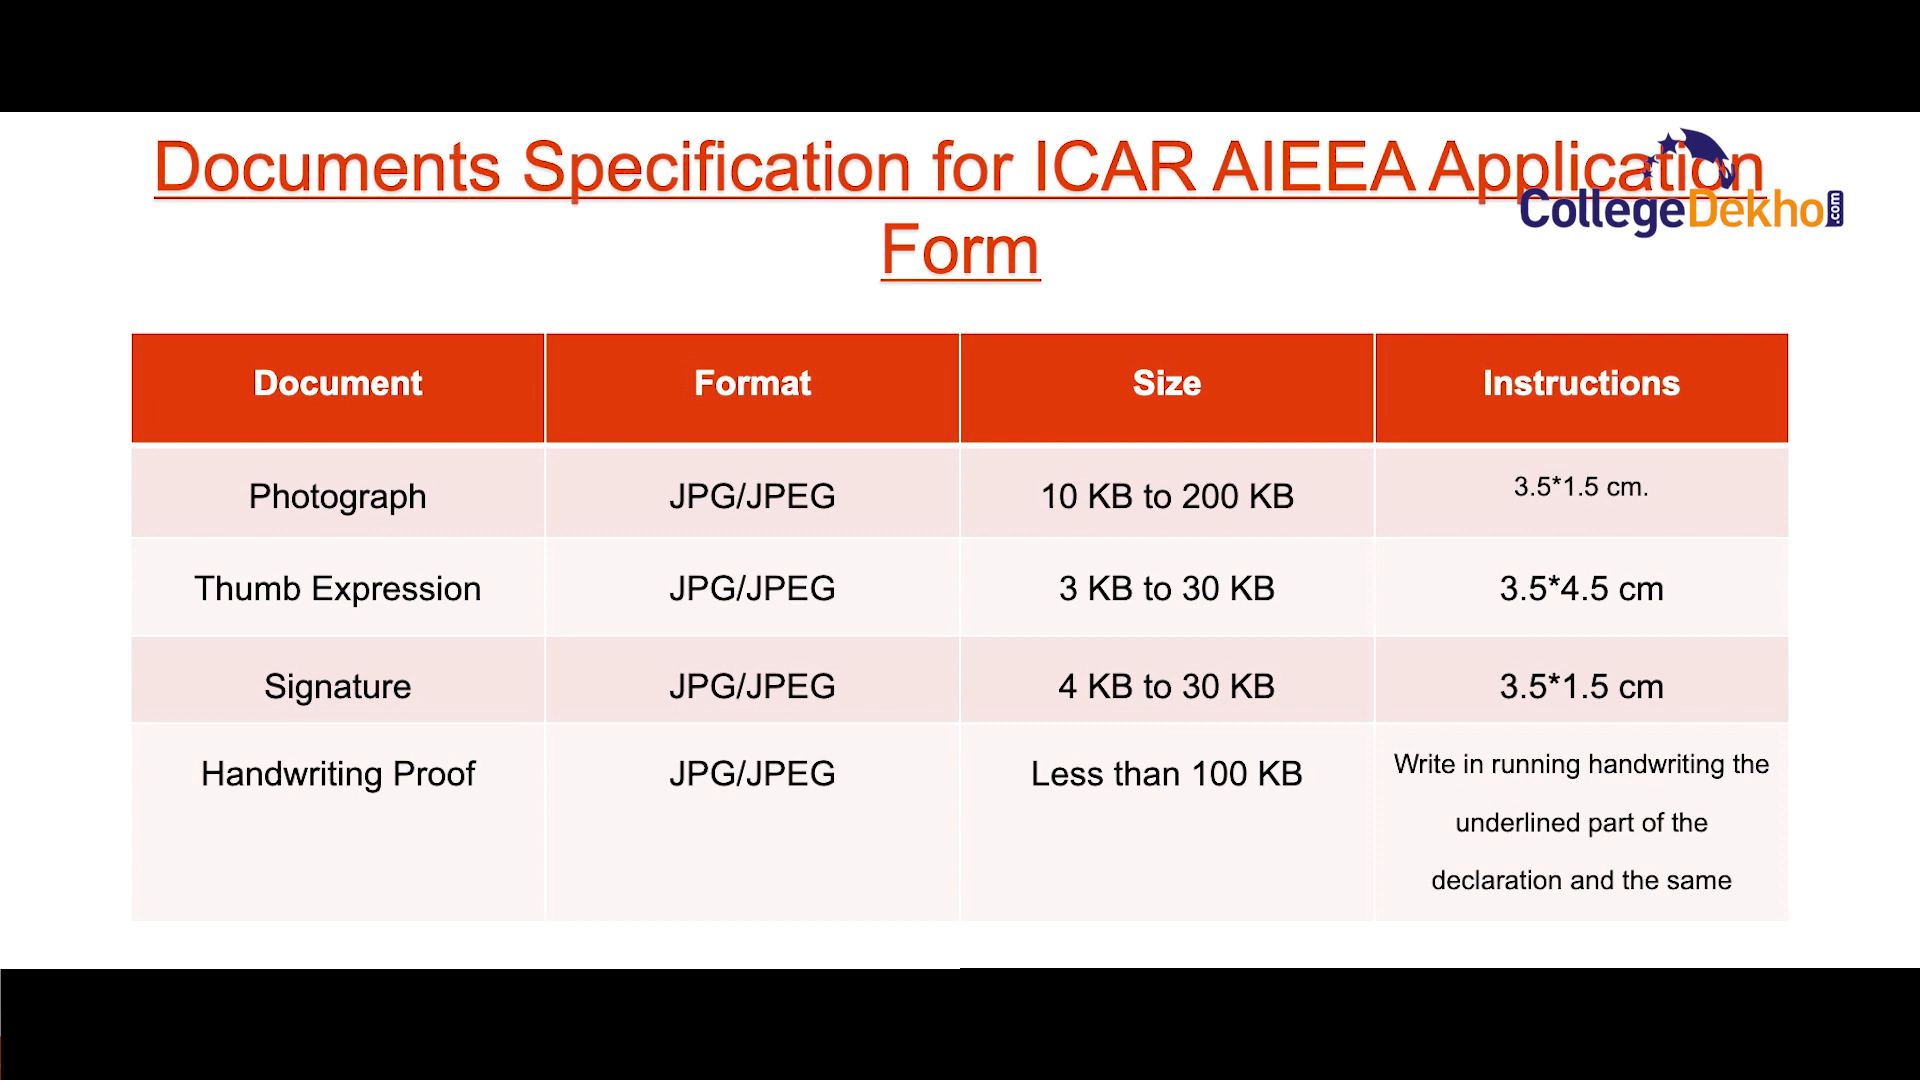 Documents Specification for ICAR AIEEA Application
Form
CollegeDekho.com
Document Format Size Instructions
Photograph JPG/JPEG 10 KB to 200 KB 3.5*1.5 cm.
Thumb Expression JPG/JPEG 3 KB to 30 KB 3.5*4.5 cm
Signature JPG/JPEG 4 KB to 30 KB 3.5*1.5 cm
Handwriting Proof JPG/JPEG Less than 100 KB Write in running handwriting the
underlined part of the
declaration and the same